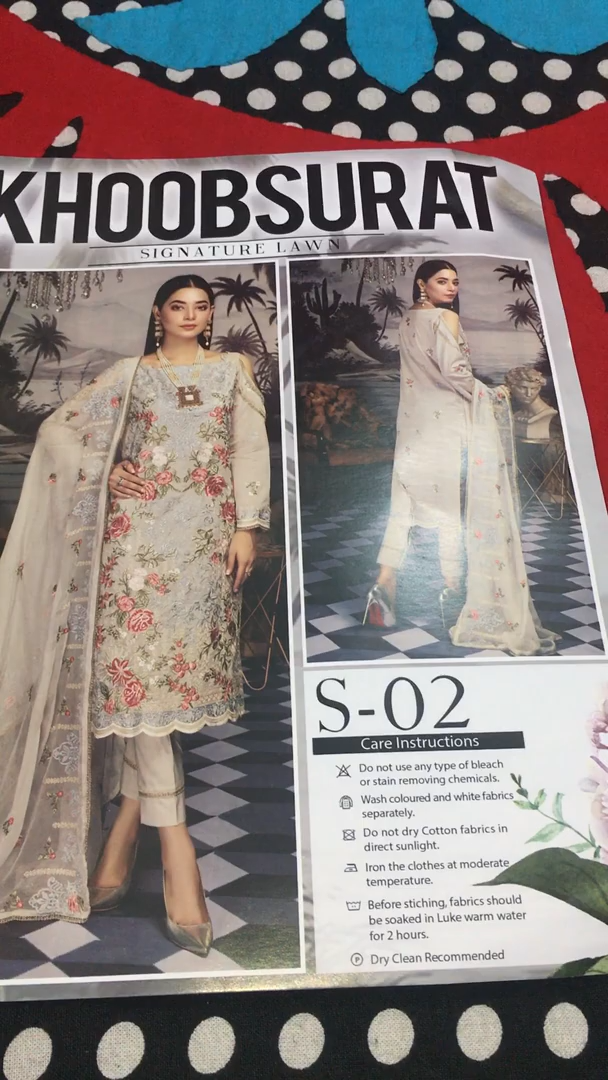 KHOOBSURAT
SIGNATURE LAWN
S-02
Care Instructions
Do not use any type of bleach
or stain removing chemicals.
Wash coloured and white fabrics
separately.
Do not dry Cotton fabrics in
direct sunlight.
Iron the clothes at moderate
temperature.
Before stiching, fabrics should
be soaked in Luke warm water
for 2 hours.
P Dry Clean Recommended